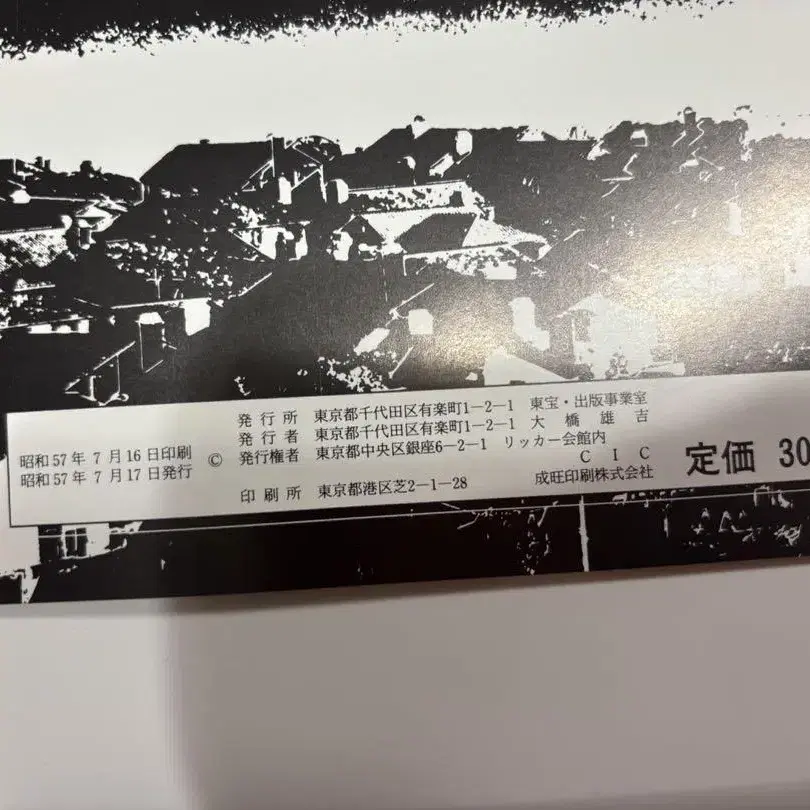 昭和57年 7月16日印刷
昭和57年 7月17日発行
©
発行所 東京都千代田区有楽町1−2−1 東宝・出版事業室
発行者 東京都千代田区有楽町1−2−1 大橋雄吉
発行権者 東京都中央区銀座6−2−1 リッカー会館内
CIC
印刷所 東京都港区芝2−1−28 成旺印刷株式会社
定価 30